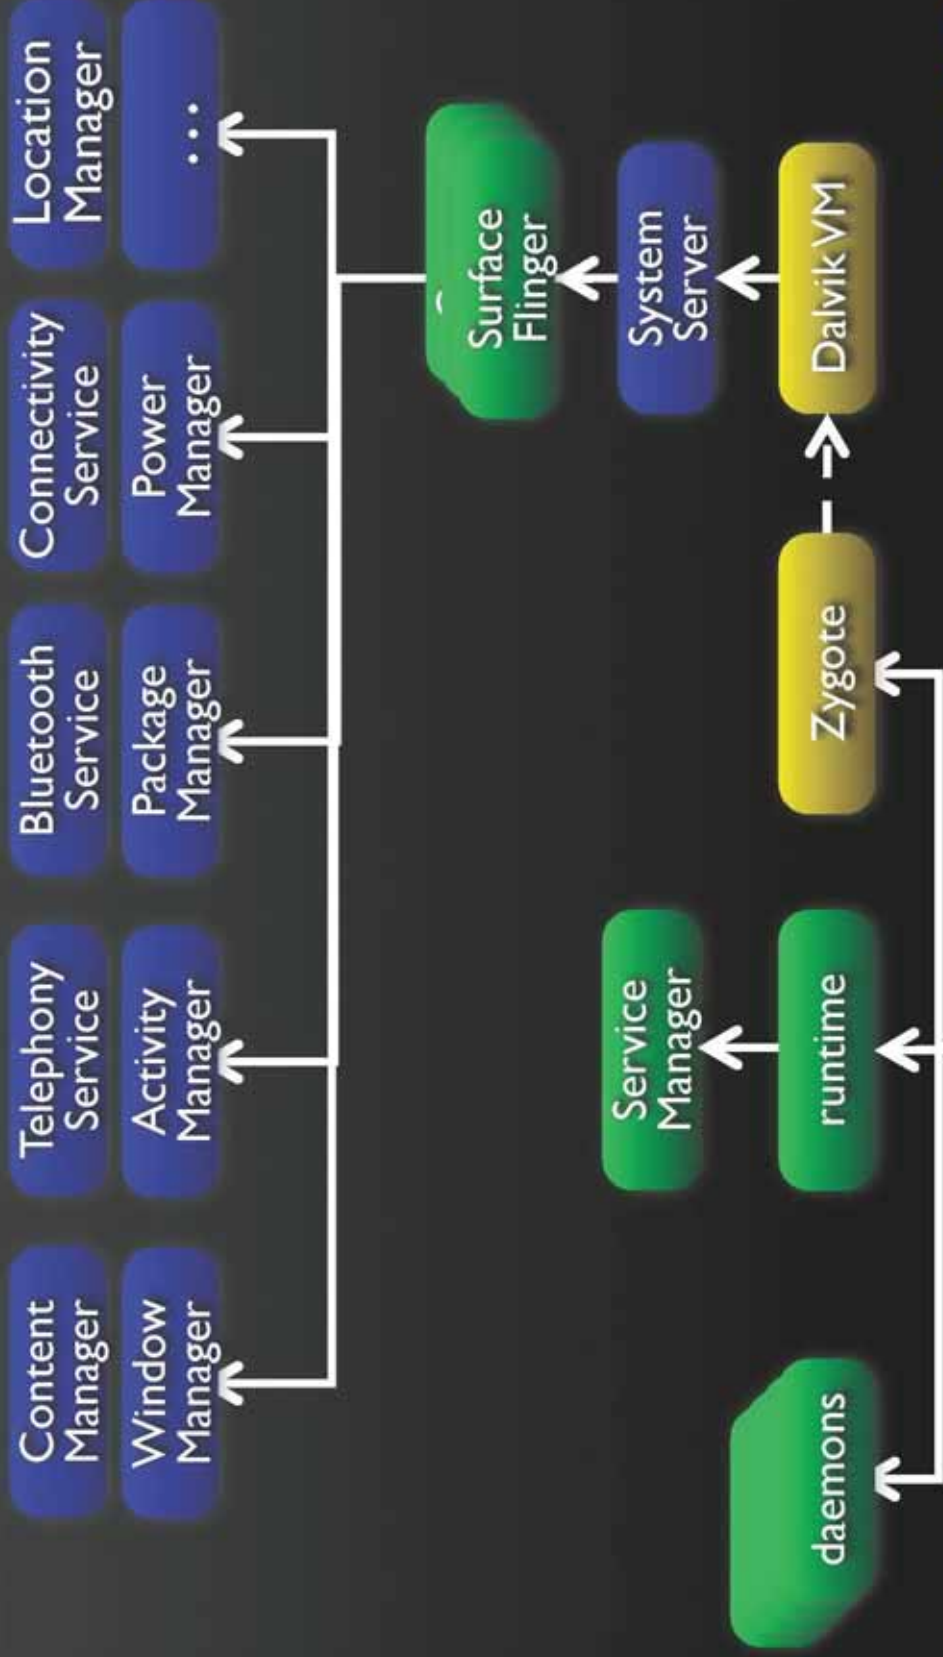 Content
Manager
Telephony
Service
Bluetooth
Service
Connectivity
Service
Location
Manager
Window
Manager
Activity
Manager
Package
Manager
Power
Manager
...
Surface
Flinger
Service
Manager
System
Server
daemons
runtime
Zygote
Dalvik VM